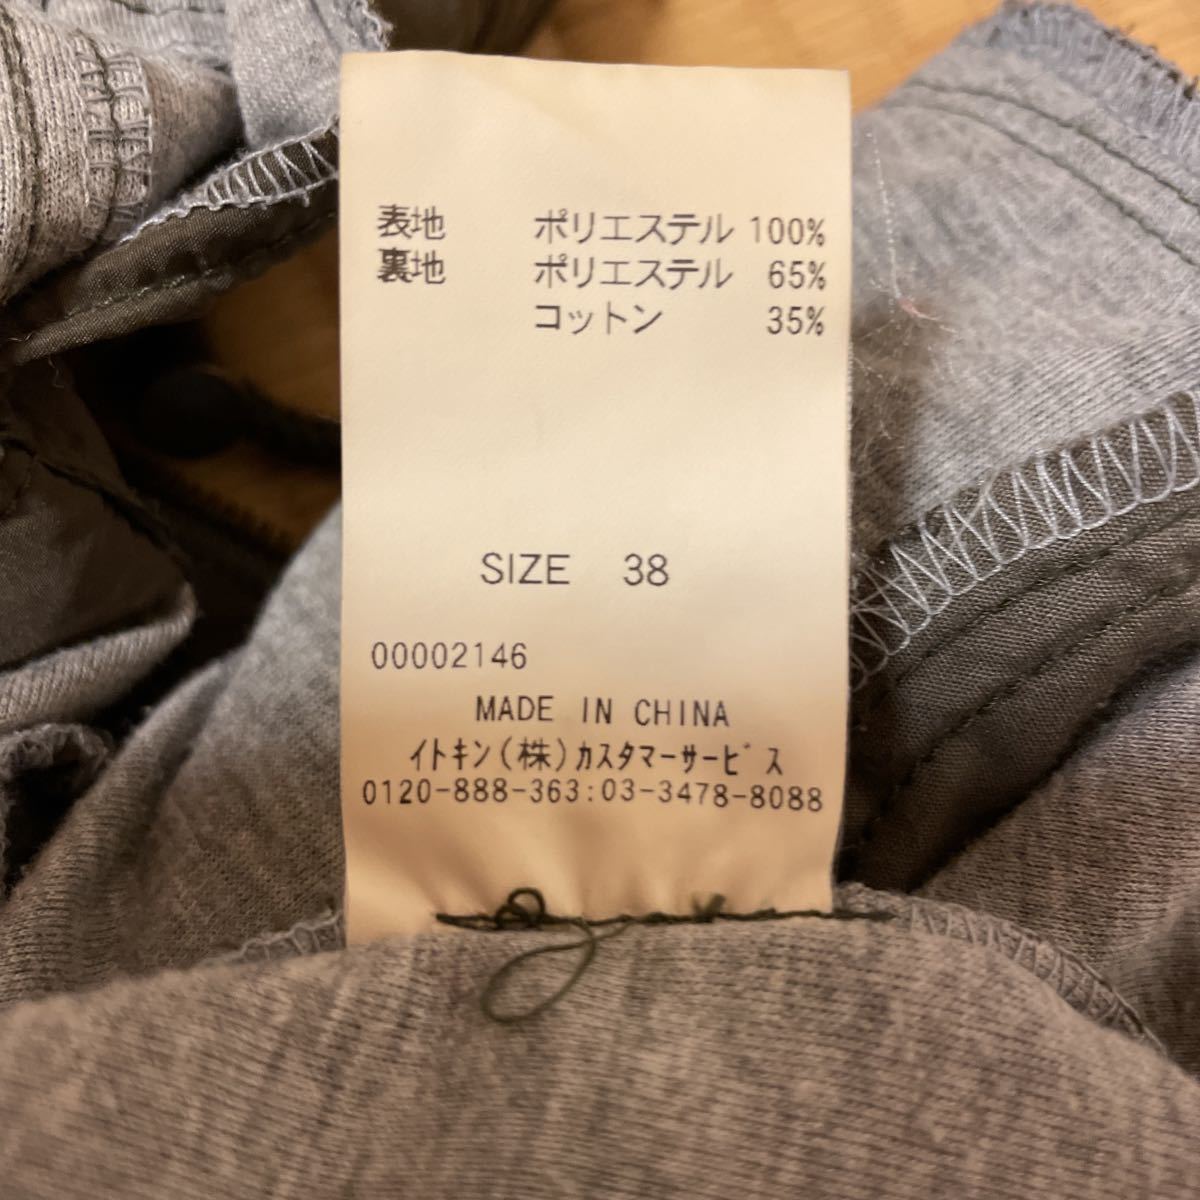 表地 ポリエステル 100%
裏地 ポリエステル 65%
コットン 35%
SIZE 38
00002146
MADE IN CHINA
イトキン(株)カスタマーサービス
0120-888-363:03-3478-8088